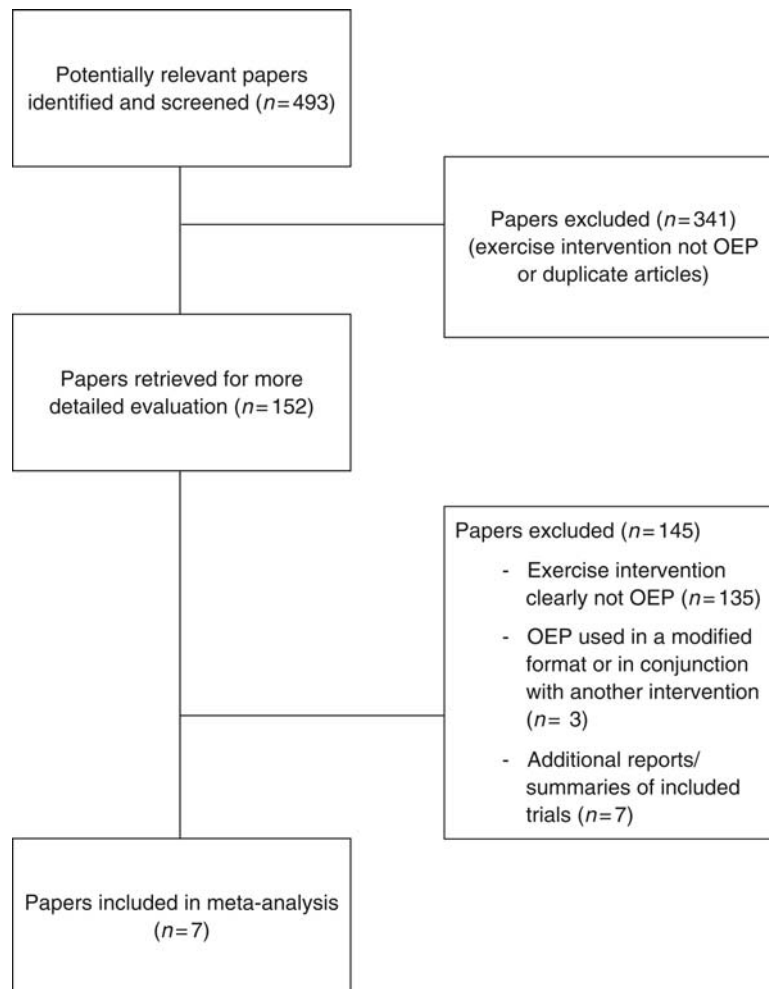 Potentially relevant papers
identified and screened (n=493)
Papers excluded (n=341)
(exercise intervention not OEP
or duplicate articles)
Papers retrieved for more
detailed evaluation (n=152)
Papers excluded (n=145)
- Exercise intervention
clearly not OEP (n=135)
- OEP used in a modified
format or in conjunction
with another intervention
(n= 3)
- Additional reports/
summaries of included
trials (n=7)
Papers included in meta-analysis
(n=7)